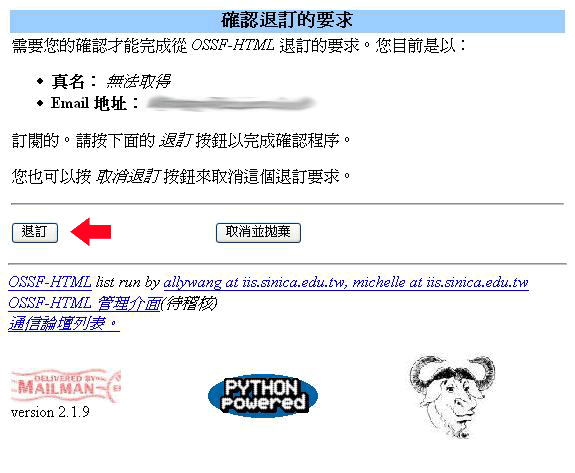 確認退訂的要求
需要您的確認才能完成從 OSSF-HTML 退訂的要求。您目前是以：
• 真名： 無法取得
• Email 地址：
訂閱的。請按下面的 退訂 按鈕以完成確認程序。
您也可以按 取消退訂 按鈕來取消這個退訂要求。
退訂 取消並拋棄
OSSF-HTML list run by allywang at iis.sinica.edu.tw, michelle at iis.sinica.edu.tw
OSSF-HTML 管理介面(待稽核)
通信論壇列表。
DELIVERED BY
MAILMAN
version 2.1.9
PYTHON
powered